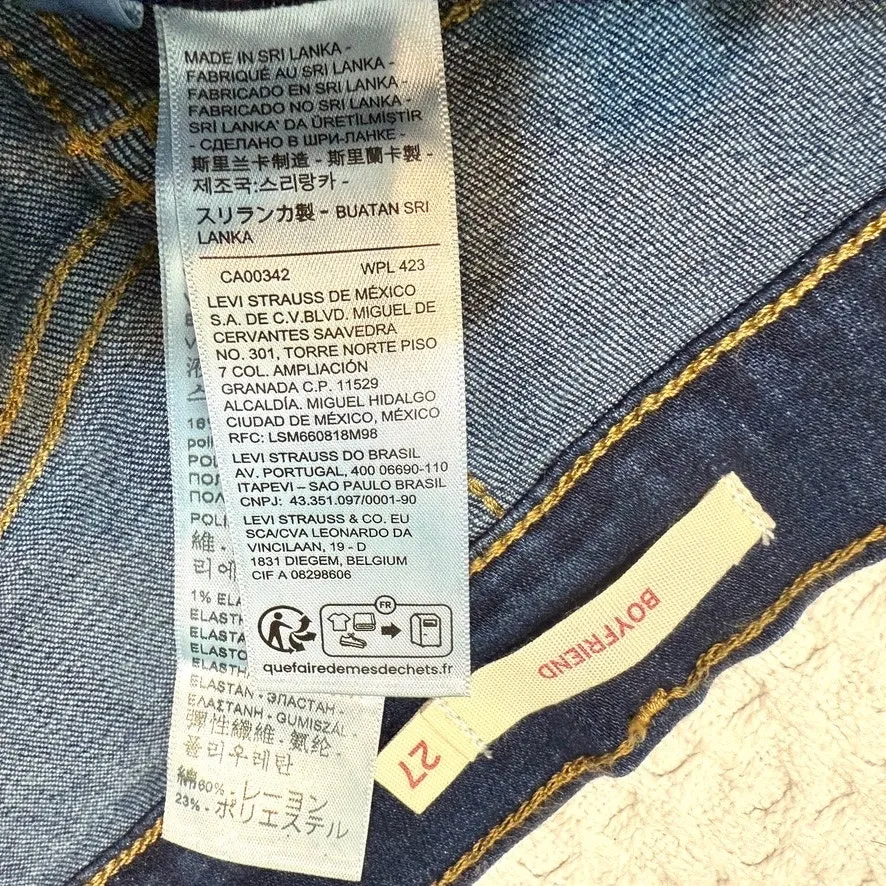 MADE IN SRI LANKA -
FABRIQUÉ AU SRI LANKA -
FABRICADO EN SRI LANKA -
FABRICADO NO SRI LANKA -
SRİ LANKA' DA ÜRETİLMİŞTİR
- СДЕЛАНО В ШРИ-ЛАНКЕ -
斯里兰卡制造 - 斯里蘭卡製 -
제조국:스리랑카 -
スリランカ製 - BUATAN SRI
LANKA
CA00342 WPL 423
LEVI STRAUSS DE MÉXICO
S.A. DE C.V.BLVD. MIGUEL DE
CERVANTES SAAVEDRA
NO. 301, TORRE NORTE PISO
7 COL. AMPLIACIÓN
GRANADA C.P. 11529
ALCALDÍA. MIGUEL HIDALGO
CIUDAD DE MÉXICO, MÉXICO
RFC: LSM660818M98
LEVI STRAUSS DO BRASIL
AV. PORTUGAL, 400 06690-110
ITAPEVI – SAO PAULO BRASIL
CNPJ: 43.351.097/0001-90
LEVI STRAUSS & CO. EU
SCA/CVA LEONARDO DA
VINCILAAN, 19 - D
1831 DIEGEM, BELGIUM
CIF A 08298606
FR
quefairedemesdechets.fr
1%
ELASTAN - ЭЛАСТАН -
ΕΛΑΣΤΑΝΗ - GUMISZÁL -
彈性纖維 - 氨纶 -
폴리우레탄
綿60% - レーヨン
23% - ポリエステル
BOYFRIEND
27